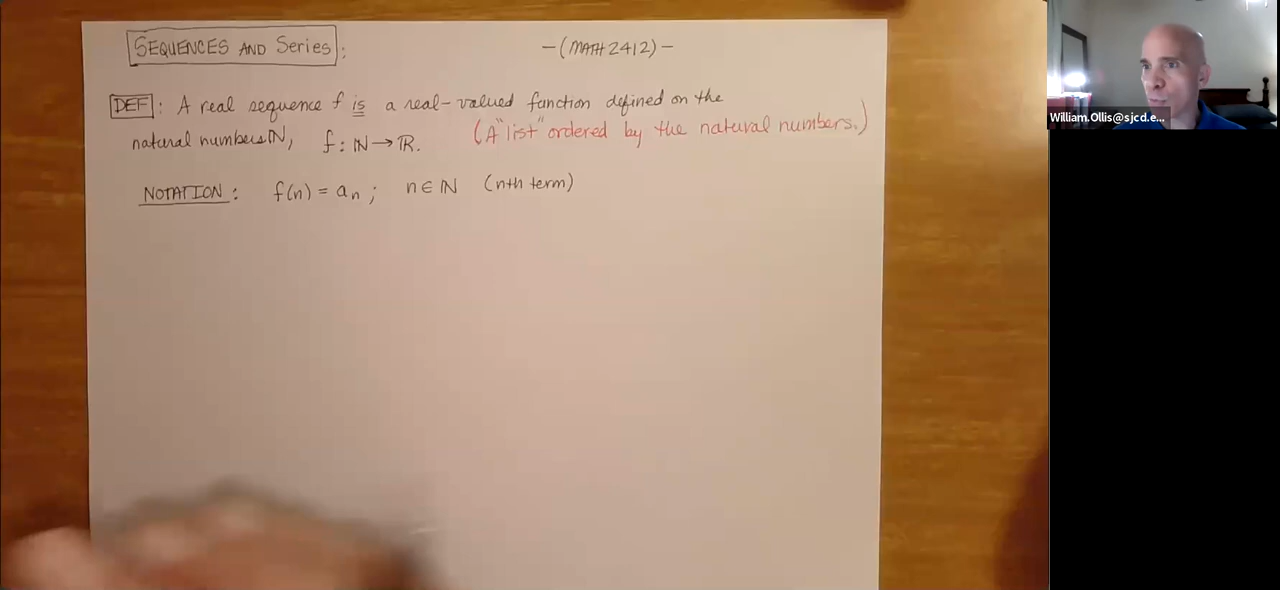 SEQUENCES AND Series:
-(MATH 2412)-
DEF: A real sequence f is a real-valued function defined on the
natural numbers ℕ, f: ℕ→ℝ.
(A "list" ordered by the natural numbers.)
NOTATION: f(n) = aₙ; n∈ℕ (nth term)
William.Ollis@sjcd.e...